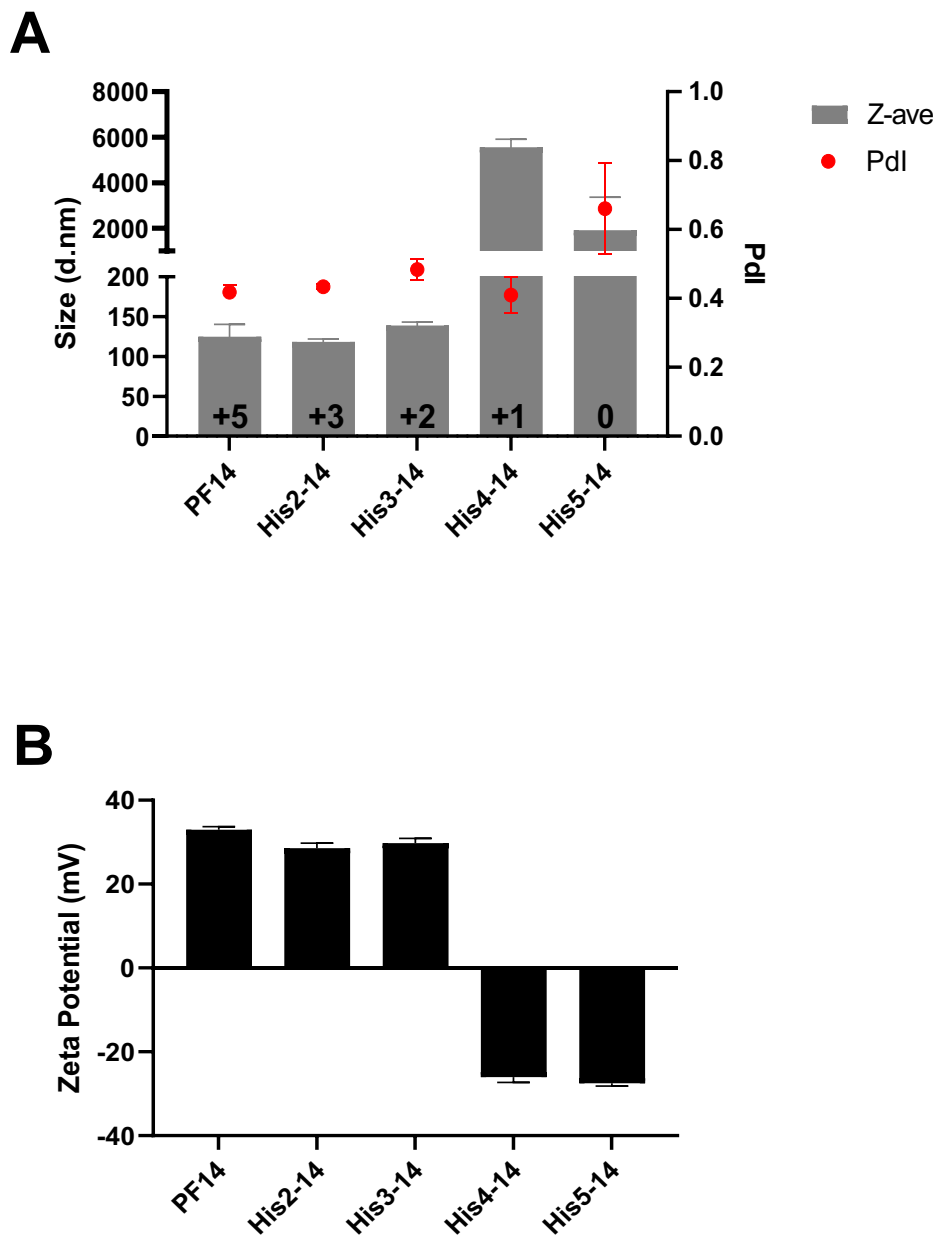 A
8000
6000
4000
2000
200
150
100
50
0
Size (d.nm)
1.0
0.8
0.6
0.4
0.2
0.0
PdI
Z-ave
PdI
+5 +3 +2 +1 0
PF14 His2-14 His3-14 His4-14 His5-14
B
40
20
0
-20
-40
Zeta Potential (mV)
PF14 His2-14 His3-14 His4-14 His5-14